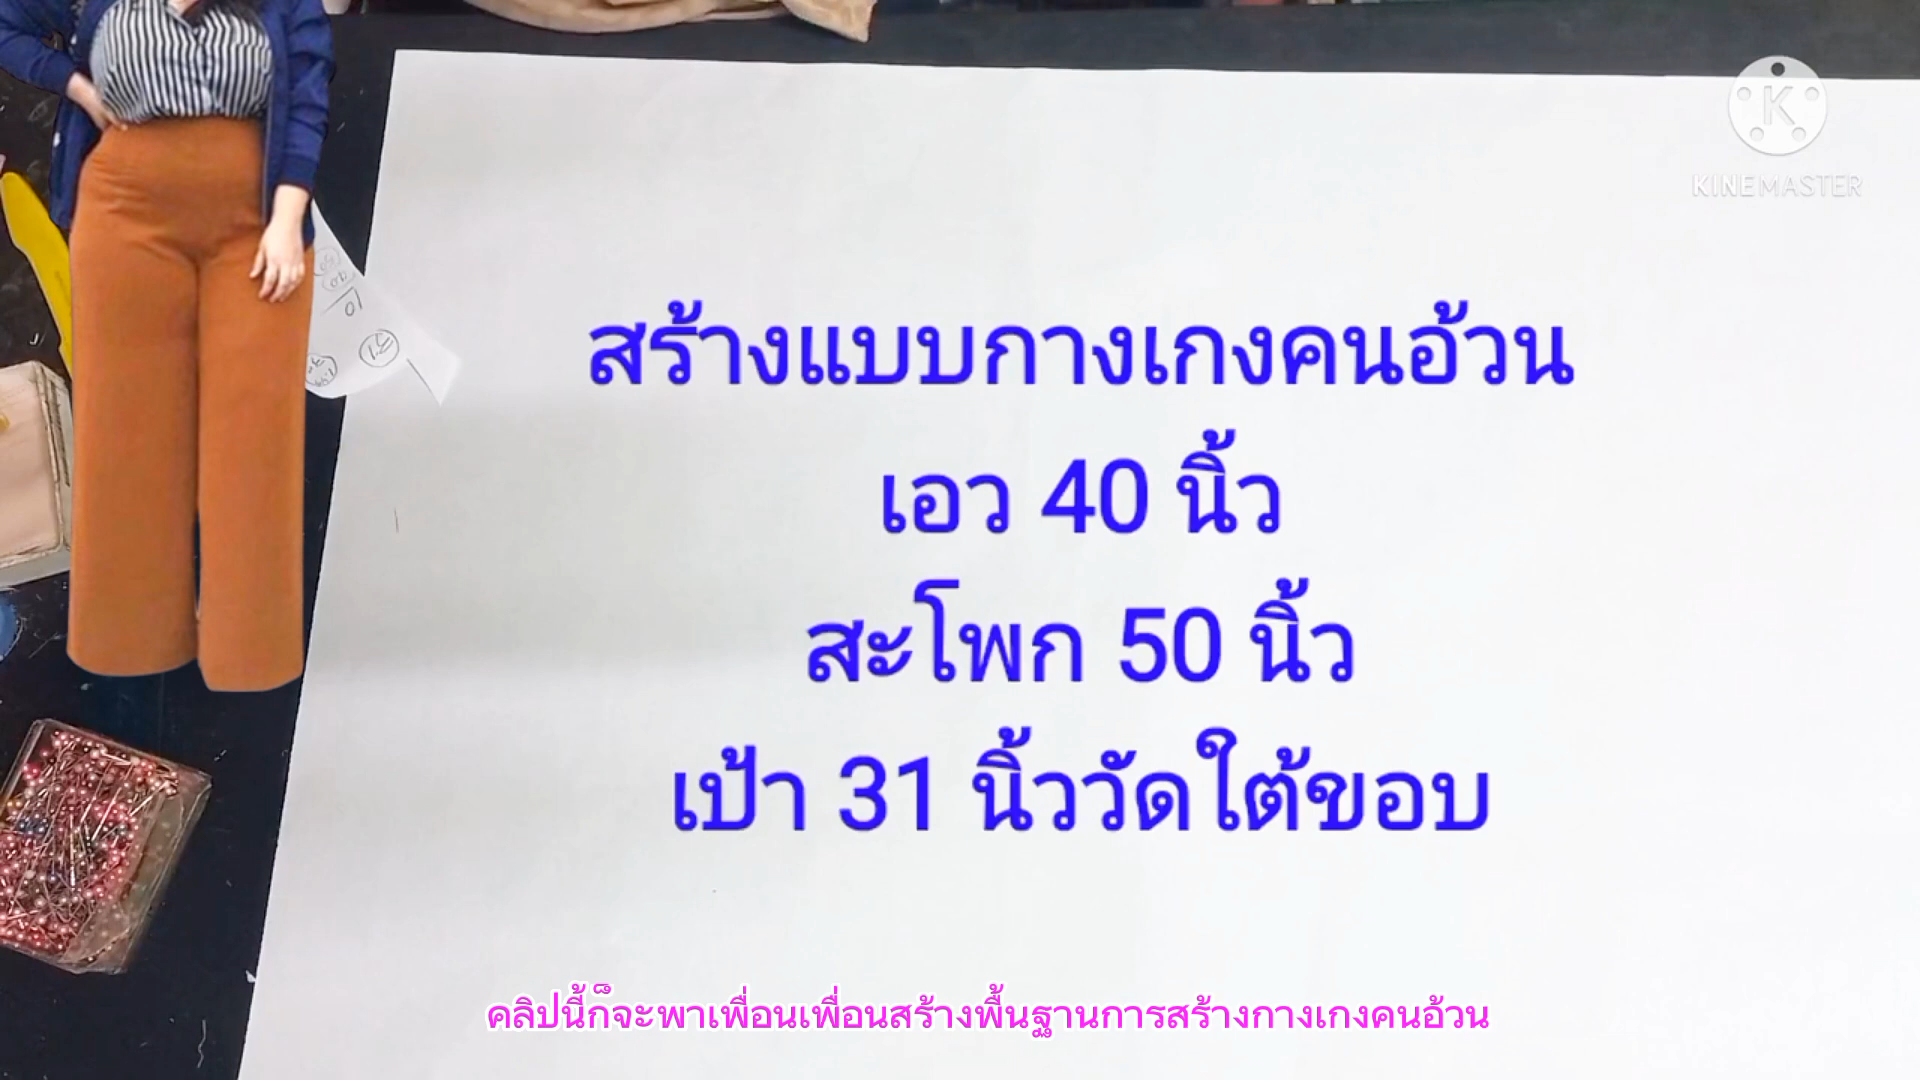 KINEMASTER
สร้างแบบกางเกงคนอ้วน
เอว 40 นิ้ว
สะโพก 50 นิ้ว
เป้า 31 นิ้ววัดใต้ขอบ
คลิปนี้ก็จะพาเพื่อนเพื่อนสร้างพื้นฐานการสร้างกางเกงคนอ้วน